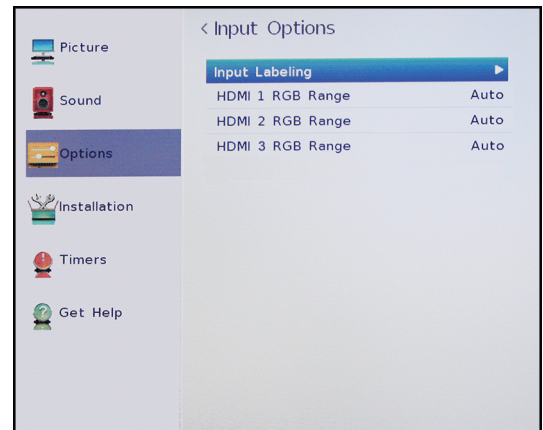 < Input Options
Picture
Sound
Options
Installation
Timers
Get Help
Input Labeling
HDMI 1 RGB Range Auto
HDMI 2 RGB Range Auto
HDMI 3 RGB Range Auto